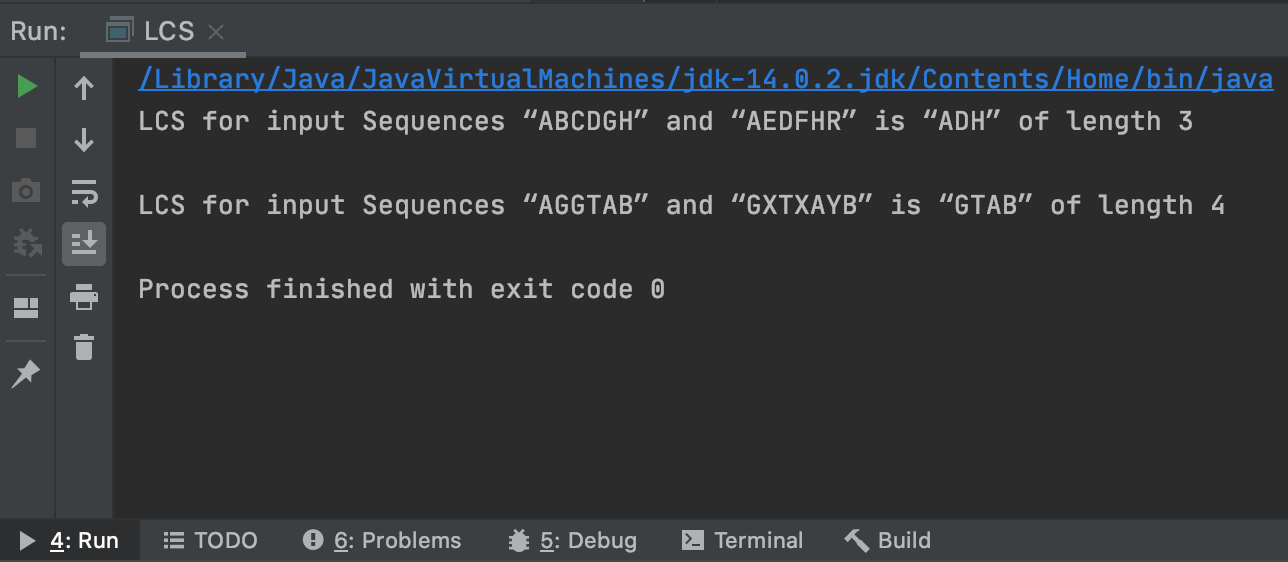 Run: LCS
/Library/Java/JavaVirtualMachines/jdk-14.0.2.jdk/Contents/Home/bin/java
LCS for input Sequences “ABCDGH” and “AEDFHR” is “ADH” of length 3
LCS for input Sequences “AGGTAB” and “GXTXAYB” is “GTAB” of length 4
Process finished with exit code 0
4: Run TODO 6: Problems 5: Debug Terminal Build